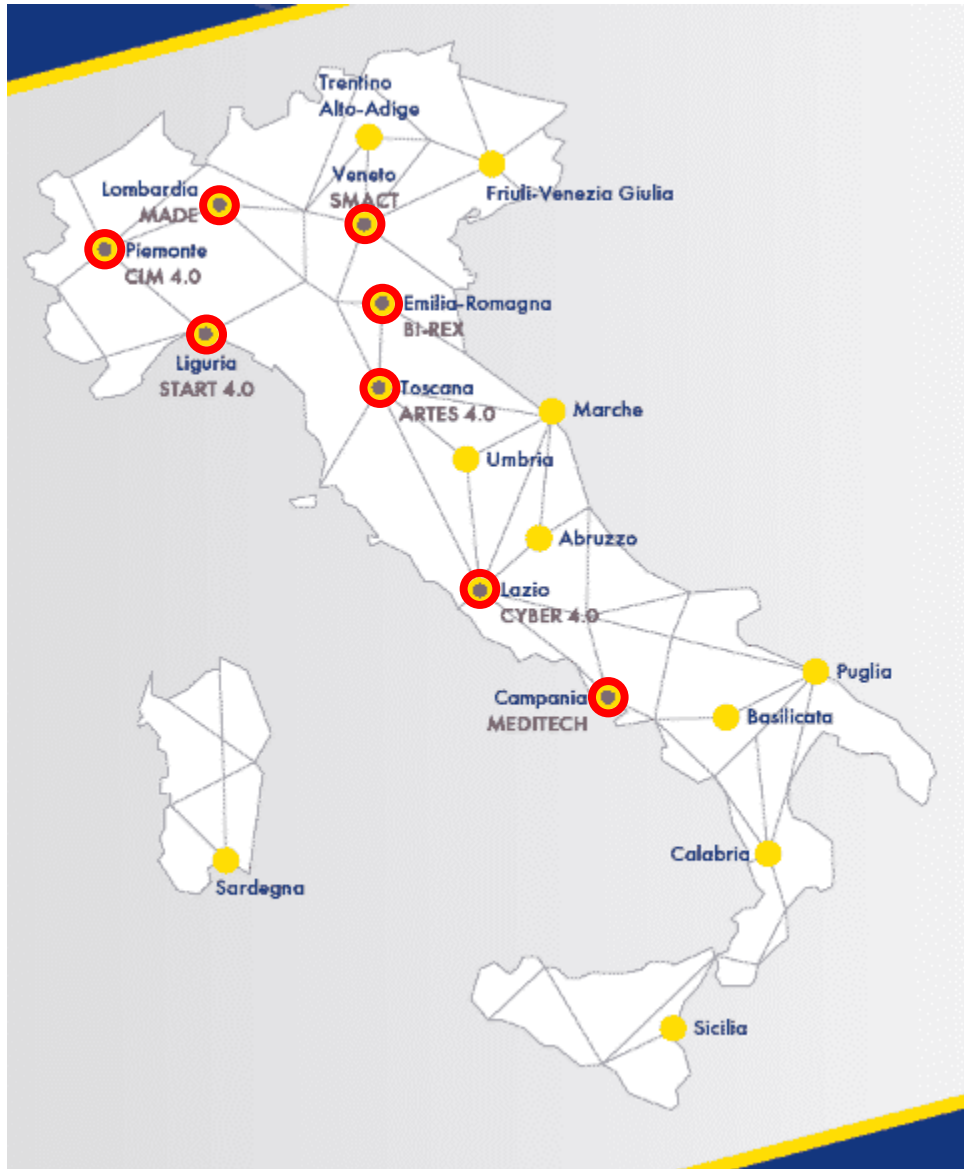 Trentino
Alto-Adige
Veneto
SMACT
Friuli-Venezia Giulia
Lombardia
MADE
Piemonte
CIM 4.0
Emilia-Romagna
BI-REX
Liguria
START 4.0
Toscana
ARTES 4.0
Marche
Umbria
Abruzzo
Lazio
CYBER 4.0
Puglia
Campania
MEDITECH
Basilicata
Calabria
Sardegna
Sicilia